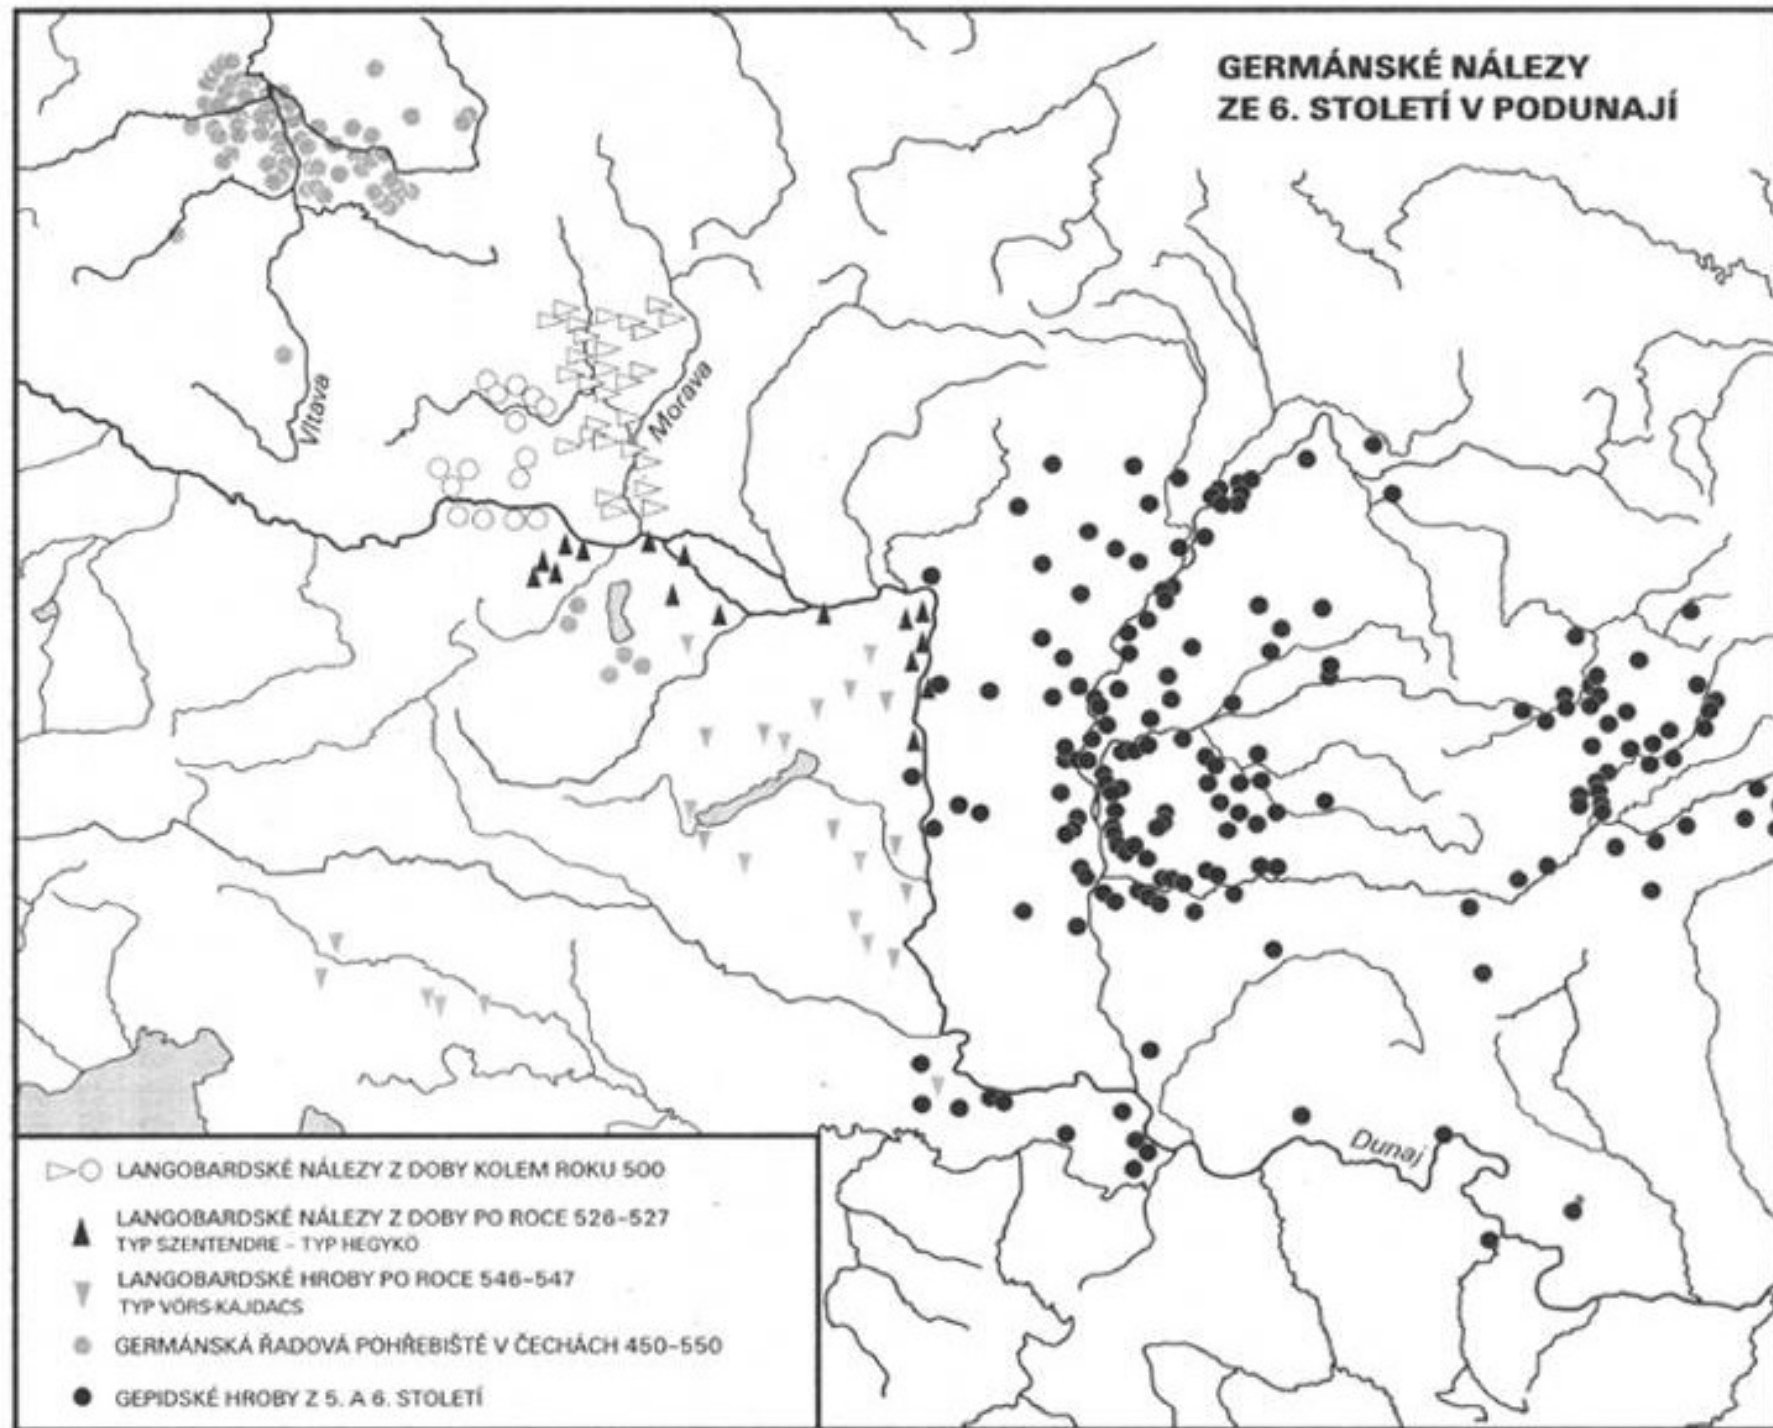 GERMÁNSKÉ NÁLEZY
ZE 6. STOLETÍ V PODUNAJÍ
Vltava
Morava
Dunaj
LANGOBARDSKÉ NÁLEZY Z DOBY KOLEM ROKU 500
LANGOBARDSKÉ NÁLEZY Z DOBY PO ROCE 526–527
TYP SZENTENDRE – TYP HEGYKÖ
LANGOBARDSKÉ HROBY PO ROCE 546–547
TYP VÖRS-KAJDACS
GERMÁNSKÁ ŘADOVÁ POHŘEBIŠTĚ V ČECHÁCH 450–550
GEPIDSKÉ HROBY Z 5. A 6. STOLETÍ